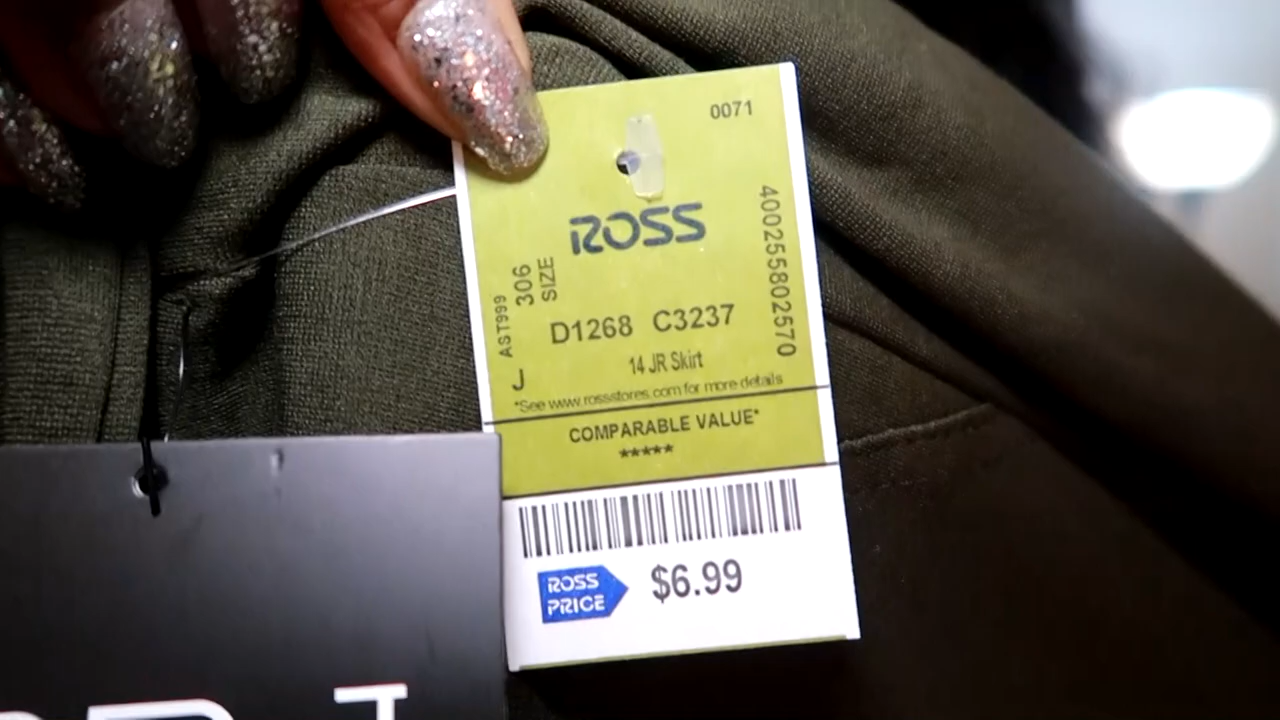 0071
ROSS
400255802570
306
SIZE
AST999
J
D1268 C3237
14 JR Skirt
*See www.rossstores.com for more details
COMPARABLE VALUE*
*****
ROSS
PRICE
$6.99